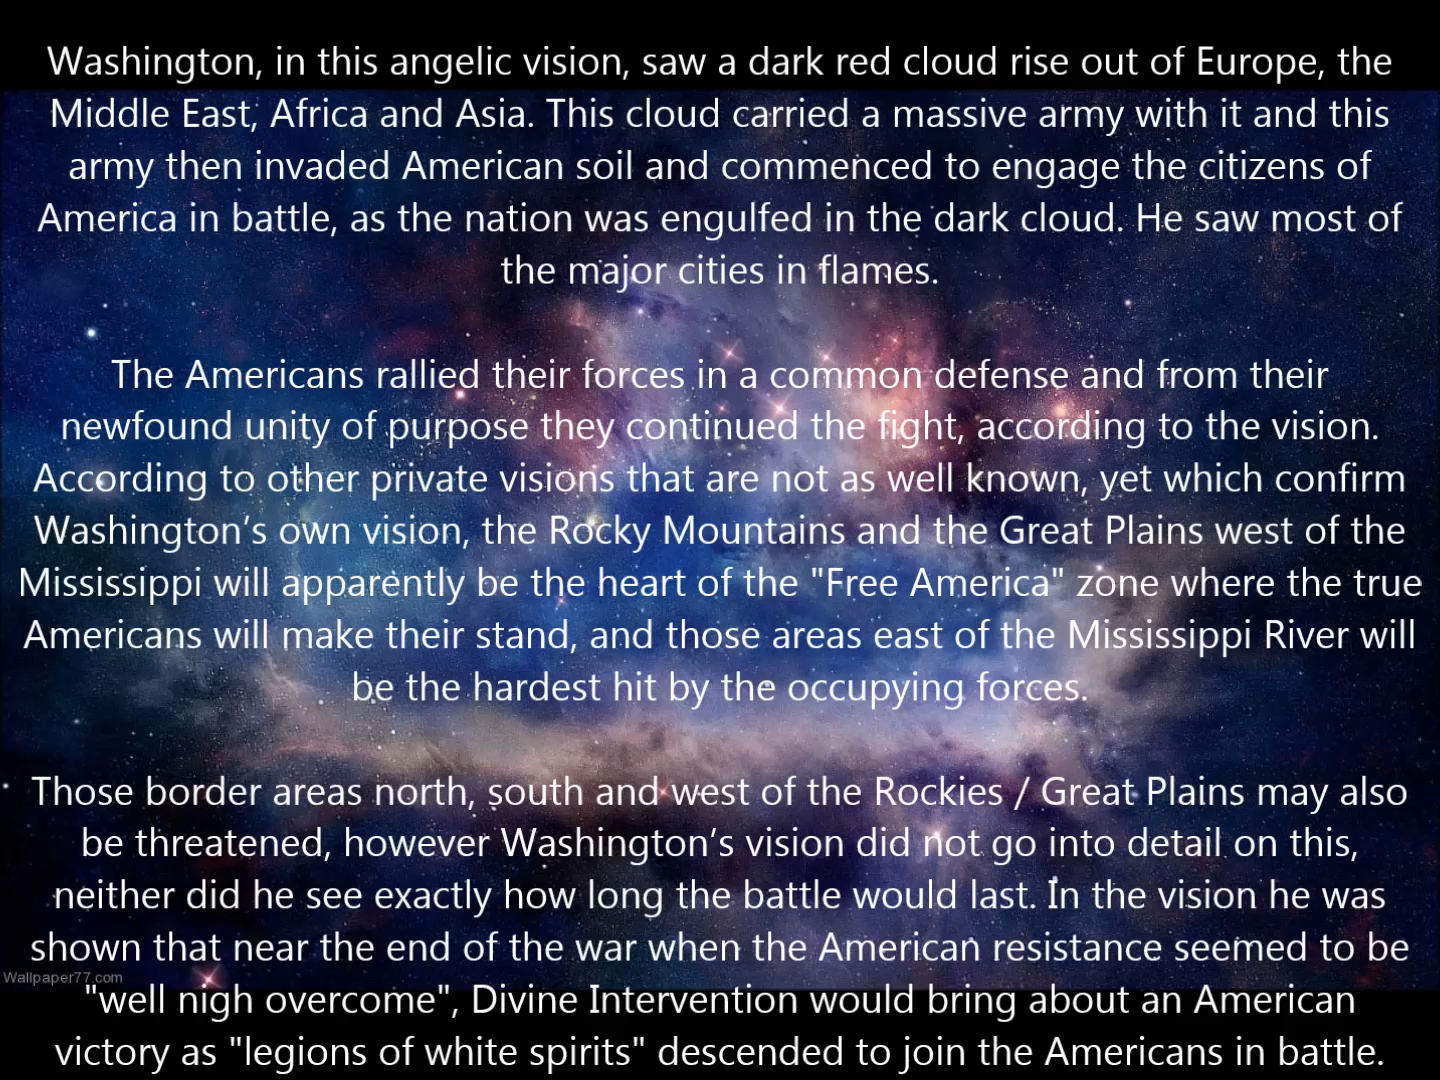 Washington, in this angelic vision, saw a dark red cloud rise out of Europe, the
Middle East, Africa and Asia. This cloud carried a massive army with it and this
army then invaded American soil and commenced to engage the citizens of
America in battle, as the nation was engulfed in the dark cloud. He saw most of
the major cities in flames.
The Americans rallied their forces in a common defense and from their
newfound unity of purpose they continued the fight, according to the vision.
According to other private visions that are not as well known, yet which confirm
Washington’s own vision, the Rocky Mountains and the Great Plains west of the
Mississippi will apparently be the heart of the "Free America" zone where the true
Americans will make their stand, and those areas east of the Mississippi River will
be the hardest hit by the occupying forces.
Those border areas north, south and west of the Rockies / Great Plains may also
be threatened, however Washington’s vision did not go into detail on this,
neither did he see exactly how long the battle would last. In the vision he was
shown that near the end of the war when the American resistance seemed to be
Wallpaper77.com
"well nigh overcome", Divine Intervention would bring about an American
victory as "legions of white spirits" descended to join the Americans in battle.